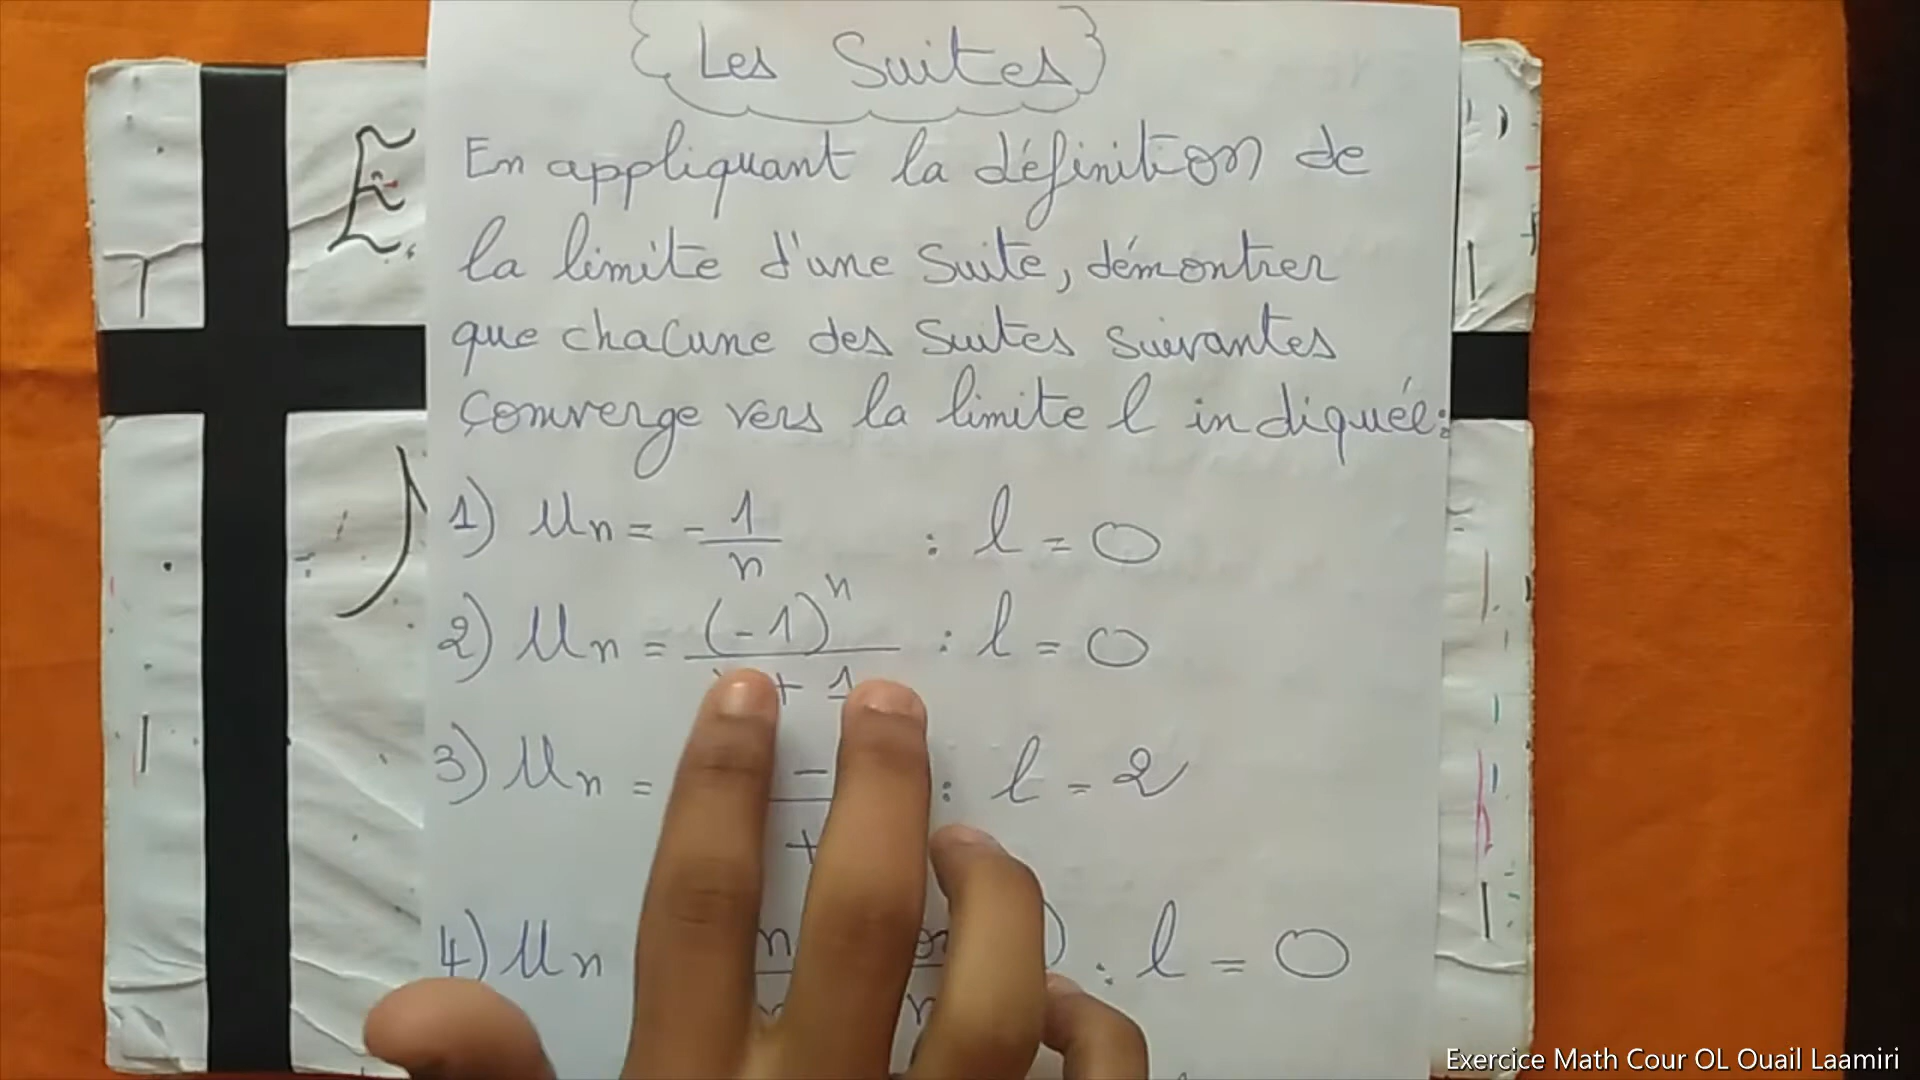 Les Suites
En appliquant la définition de
la limite d'une suite, démontrer
que chacune des suites suivantes
converge vers la limite l indiquée:
1) Un = - 1/n : l = 0
2) Un = (-1)^n / + 1 : l = 0
3) Un = - + : l = 2
4) Un : l = 0
Exercice Math Cour OL Ouail Laamiri